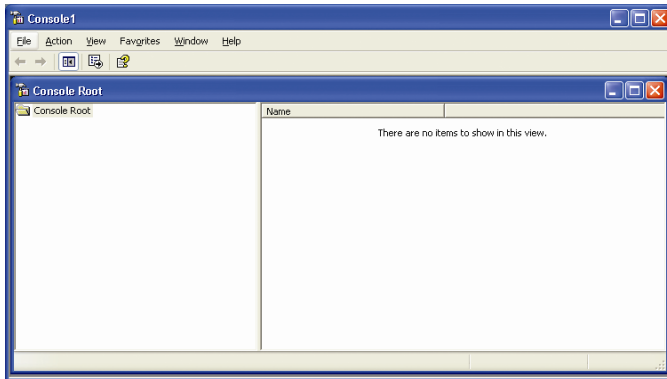 Console1
File Action View Favorites Window Help
Console Root
Console Root Name
There are no items to show in this view.